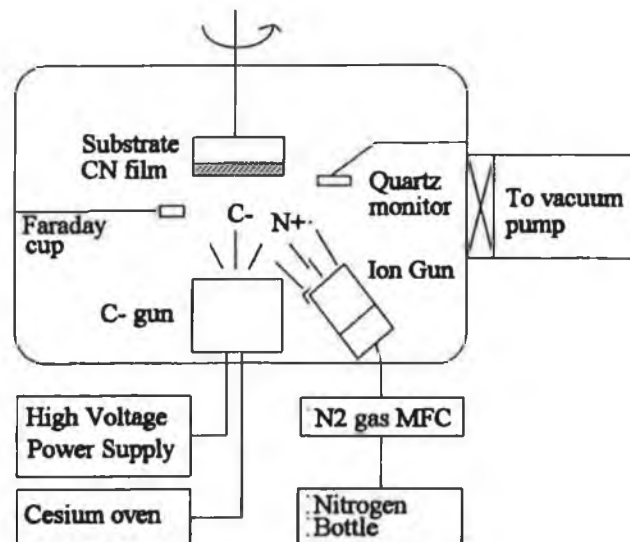 Substrate
CN film
Faraday
cup
C-
N+
Quartz
monitor
To vacuum
pump
C- gun
Ion Gun
High Voltage
Power Supply
N2 gas MFC
Cesium oven
Nitrogen
Bottle